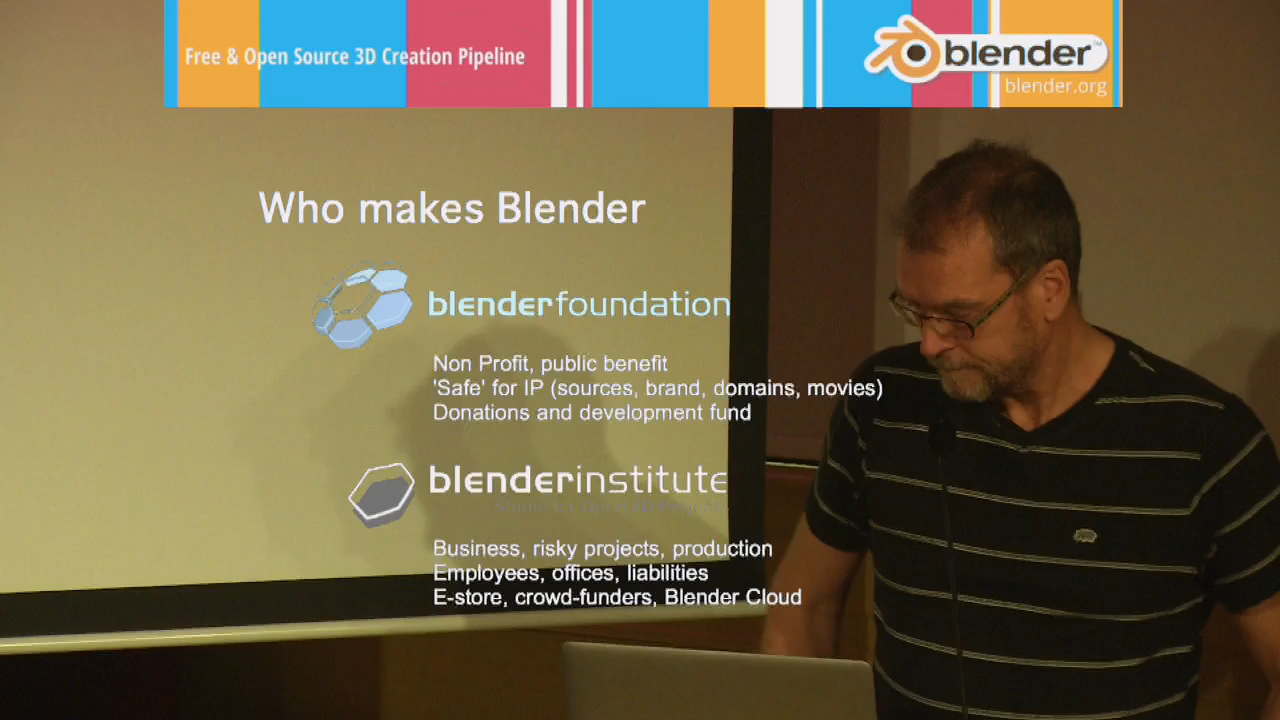 Free & Open Source 3D Creation Pipeline
blender™
blender.org
Who makes Blender
blenderfoundation
Non Profit, public benefit
'Safe' for IP (sources, brand, domains, movies)
Donations and development fund
blenderinstitute
Business, risky projects, production
Employees, offices, liabilities
E-store, crowd-funders, Blender Cloud